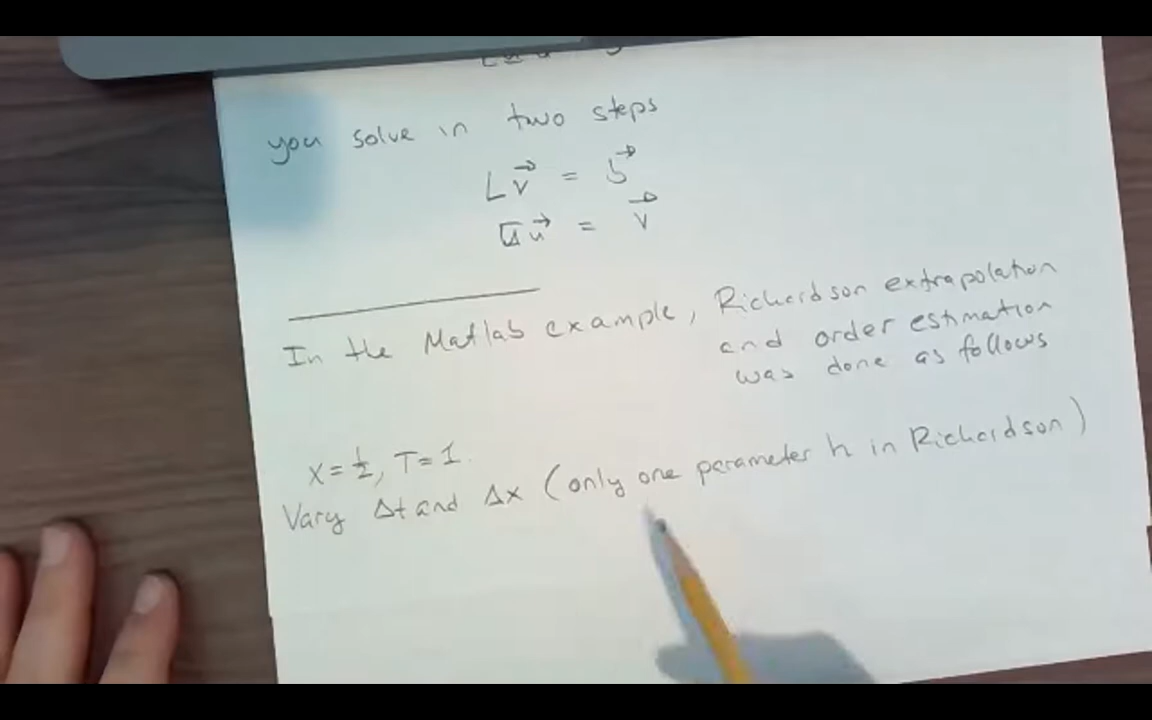 you solve in two steps
L v⃗ = b⃗
U u⃗ = v⃗
In the Matlab example, Richardson extrapolation
and order estimation
was done as follows
x = 1/2, T = 1.
Vary Δt and Δx (only one parameter h in Richardson)